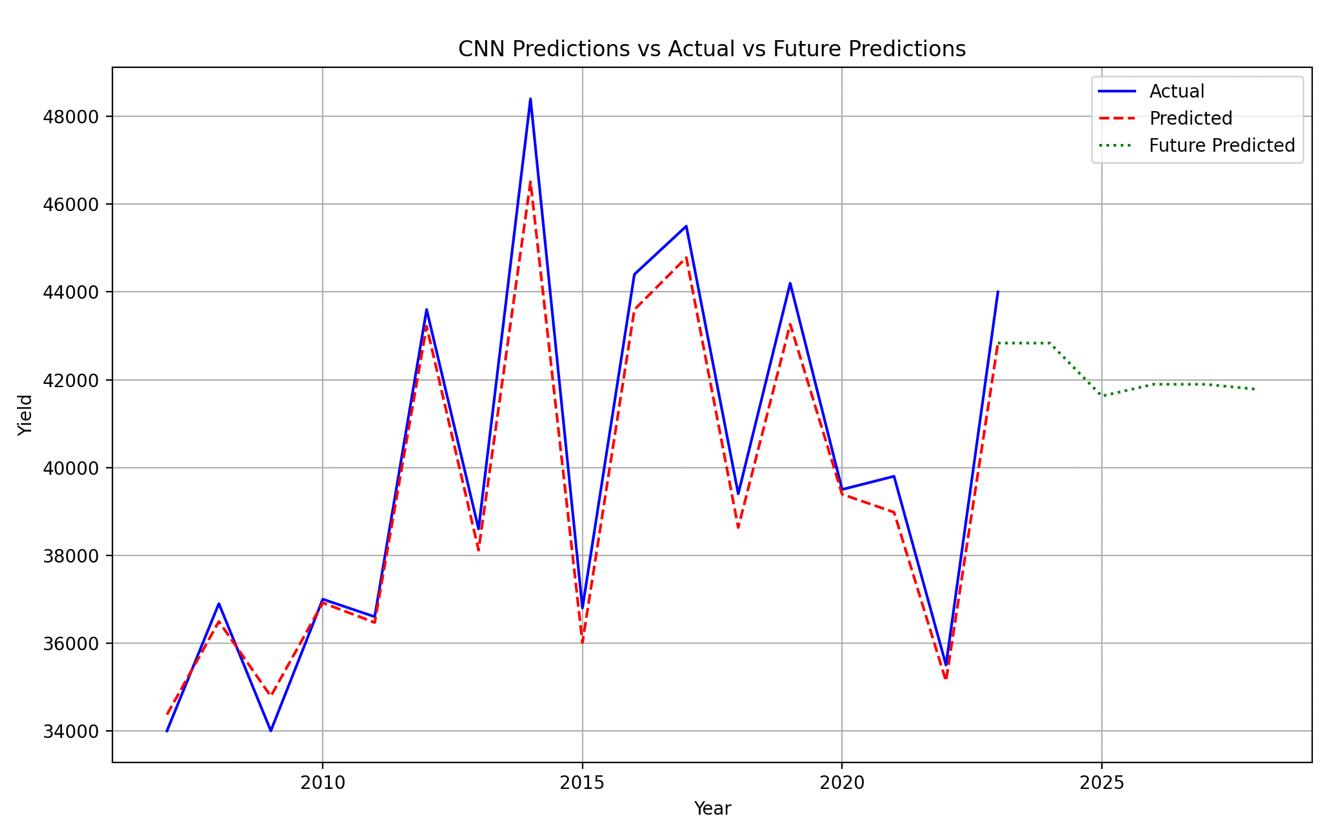 CNN Predictions vs Actual vs Future Predictions
Actual
Predicted
Future Predicted
48000
46000
44000
42000
40000
38000
36000
34000
Yield
2010 2015 2020 2025
Year